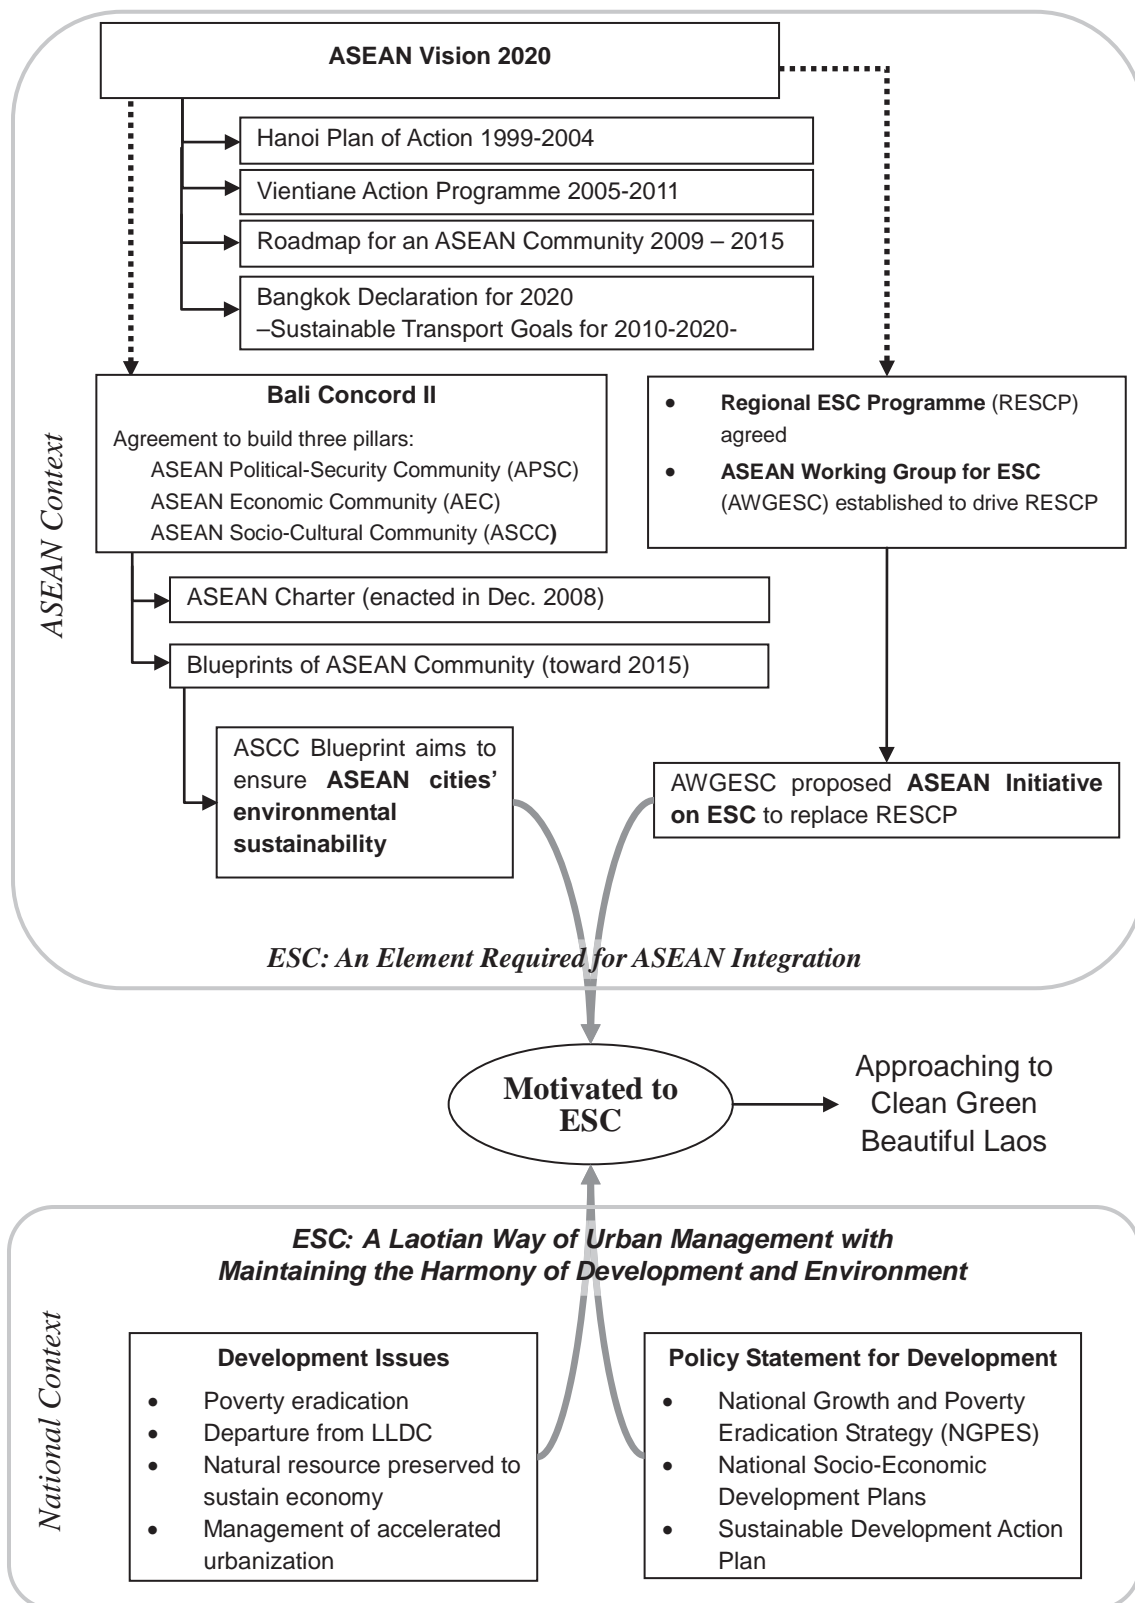 ASEAN Vision 2020
Hanoi Plan of Action 1999-2004
Vientiane Action Programme 2005-2011
Roadmap for an ASEAN Community 2009 – 2015
Bangkok Declaration for 2020
–Sustainable Transport Goals for 2010-2020-
Bali Concord II
Agreement to build three pillars:
ASEAN Political-Security Community (APSC)
ASEAN Economic Community (AEC)
ASEAN Socio-Cultural Community (ASCC)
• Regional ESC Programme (RESCP)
agreed
• ASEAN Working Group for ESC
(AWGESC) established to drive RESCP
ASEAN Context
ASEAN Charter (enacted in Dec. 2008)
Blueprints of ASEAN Community (toward 2015)
ASCC Blueprint aims to
ensure ASEAN cities’
environmental
sustainability
AWGESC proposed ASEAN Initiative
on ESC to replace RESCP
ESC: An Element Required for ASEAN Integration
Motivated to
ESC
Approaching to
Clean Green
Beautiful Laos
ESC: A Laotian Way of Urban Management with
Maintaining the Harmony of Development and Environment
National Context
Development Issues
• Poverty eradication
• Departure from LLDC
• Natural resource preserved to
sustain economy
• Management of accelerated
urbanization
Policy Statement for Development
• National Growth and Poverty
Eradication Strategy (NGPES)
• National Socio-Economic
Development Plans
• Sustainable Development Action
Plan